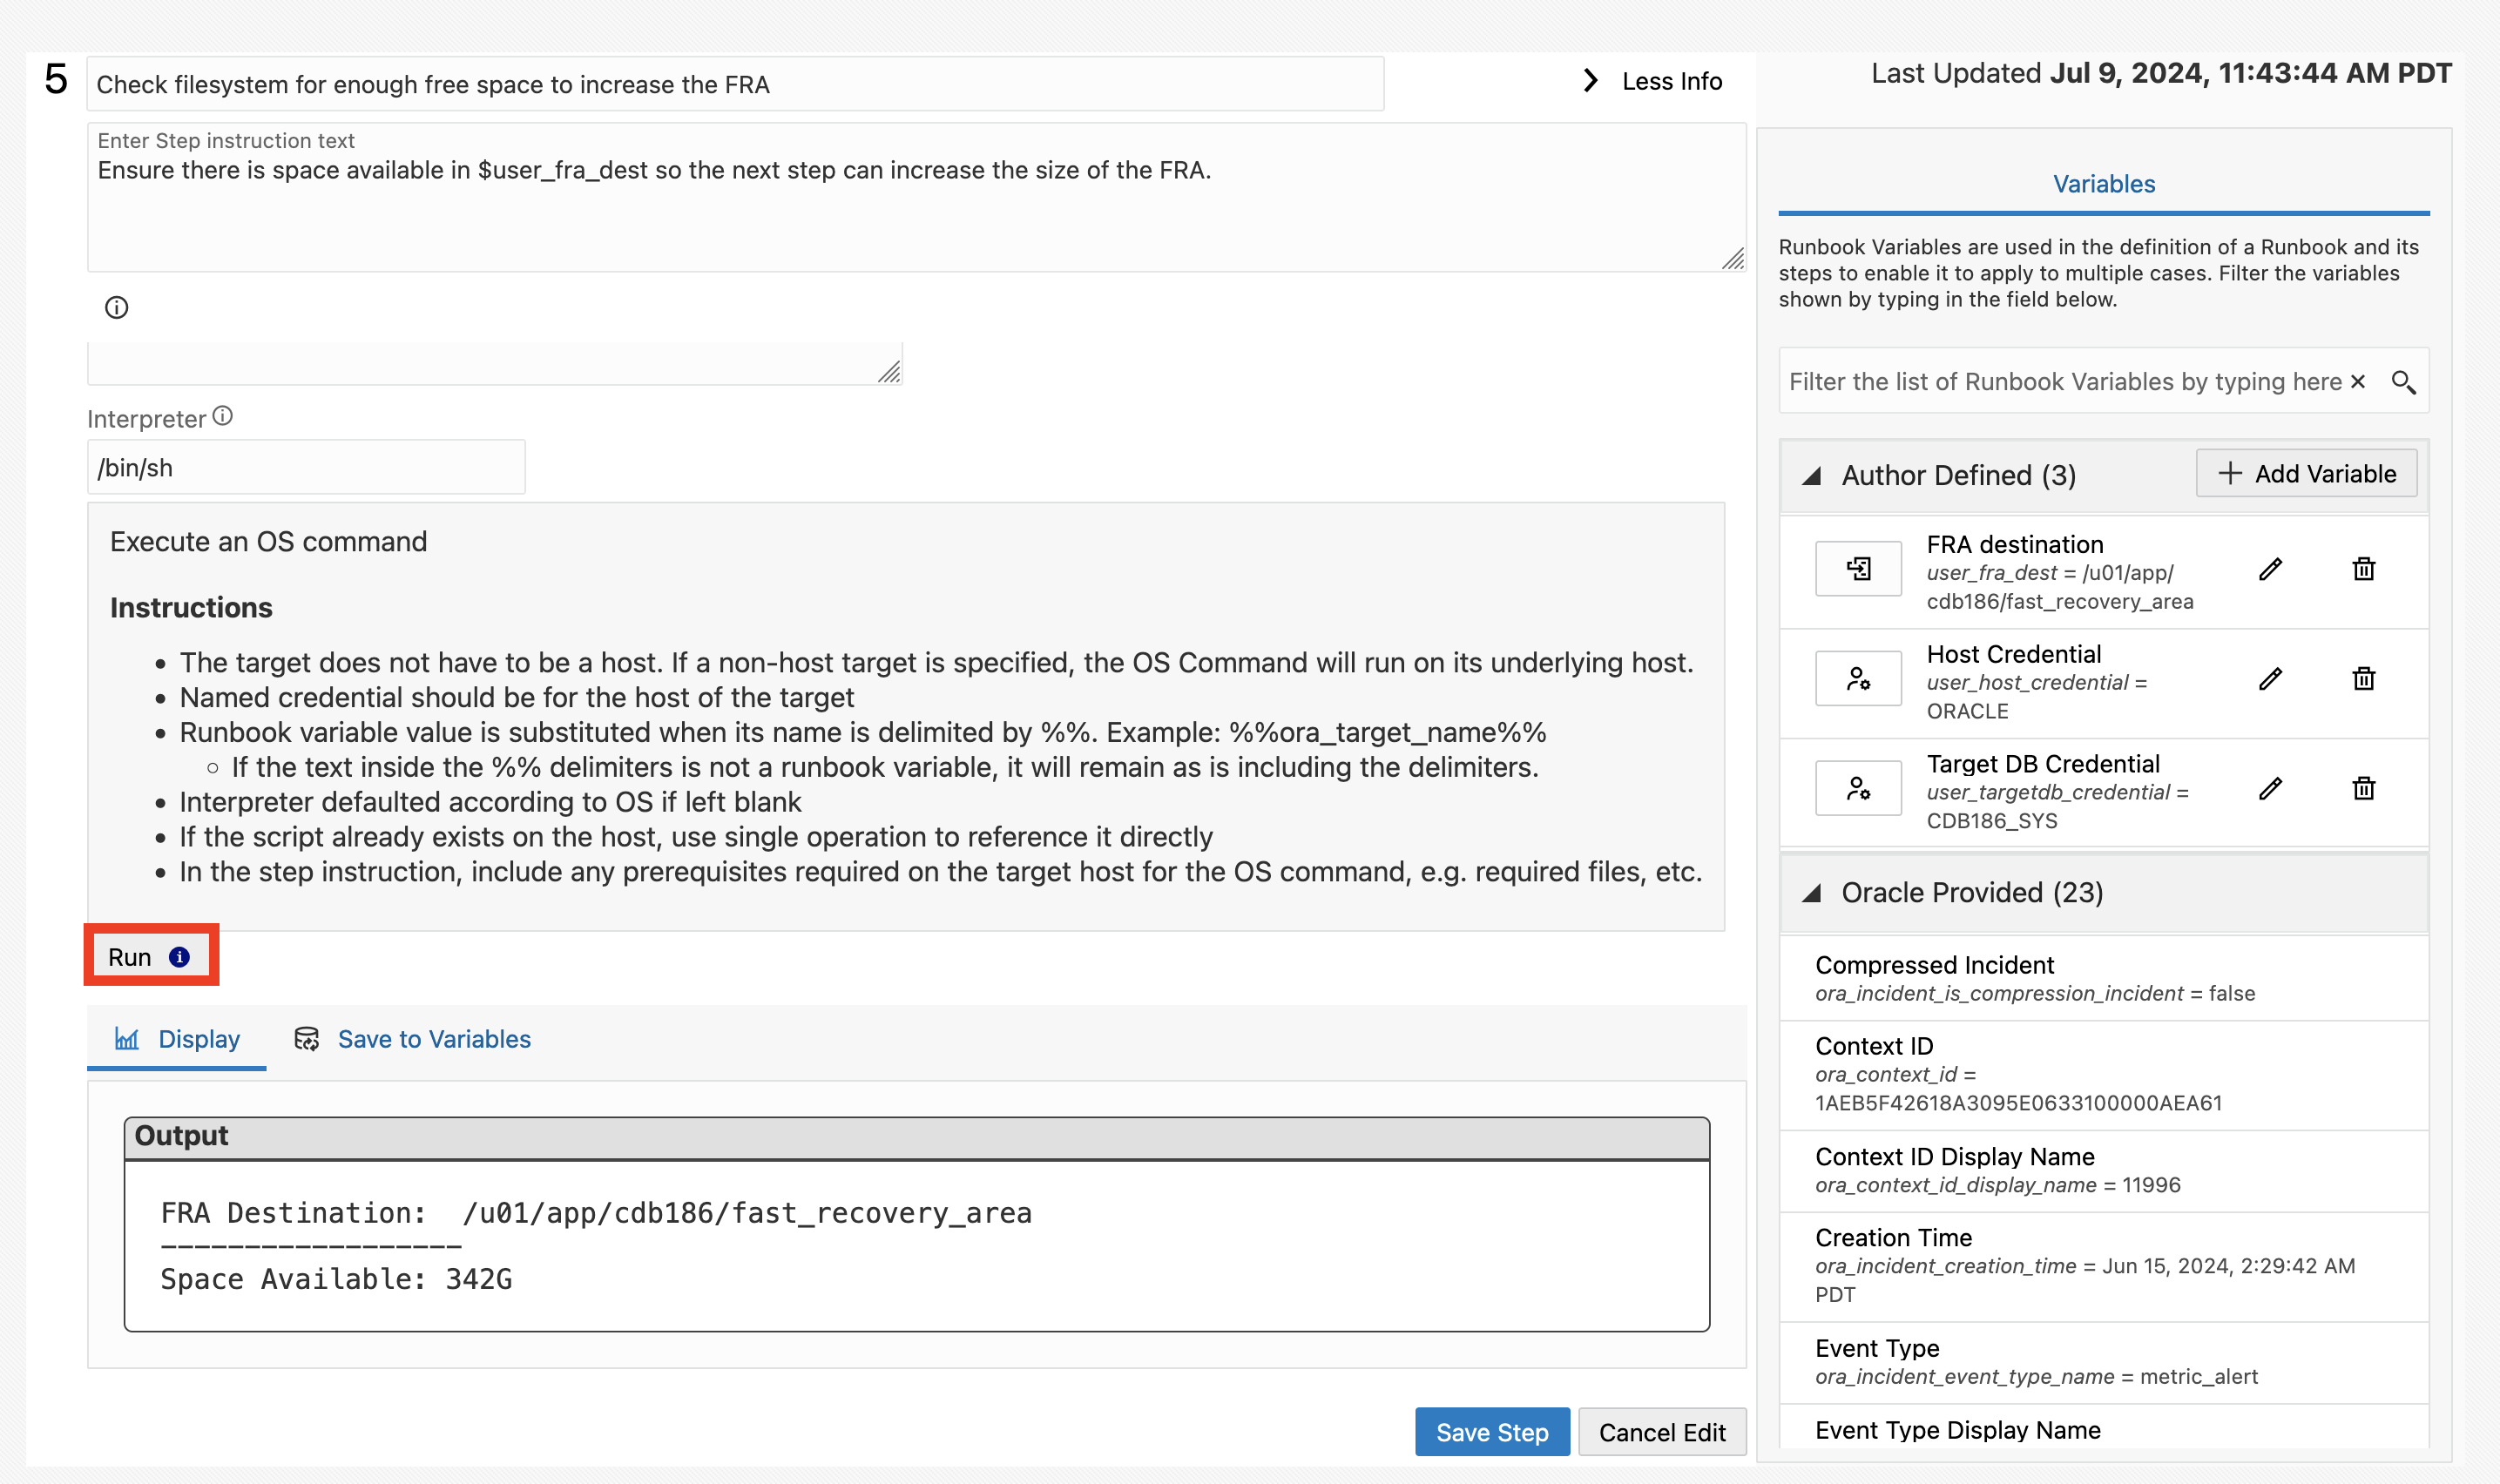 5
Check filesystem for enough free space to increase the FRA
Less Info
Enter Step instruction text
Ensure there is space available in $user_fra_dest so the next step can increase the size of the FRA.
Interpreter
/bin/sh
Execute an OS command
Instructions
• The target does not have to be a host. If a non-host target is specified, the OS Command will run on its underlying host.
• Named credential should be for the host of the target
• Runbook variable value is substituted when its name is delimited by %%. Example: %%ora_target_name%%
◦ If the text inside the %% delimiters is not a runbook variable, it will remain as is including the delimiters.
• Interpreter defaulted according to OS if left blank
• If the script already exists on the host, use single operation to reference it directly
• In the step instruction, include any prerequisites required on the target host for the OS command, e.g. required files, etc.
Run
Display
Save to Variables
Output
FRA Destination:  /u01/app/cdb186/fast_recovery_area
------------------
Space Available: 342G
Save Step
Cancel Edit
Last Updated Jul 9, 2024, 11:43:44 AM PDT
Variables
Runbook Variables are used in the definition of a Runbook and its
steps to enable it to apply to multiple cases. Filter the variables
shown by typing in the field below.
Filter the list of Runbook Variables by typing here
Author Defined (3)
+ Add Variable
FRA destination
user_fra_dest = /u01/app/
cdb186/fast_recovery_area
Host Credential
user_host_credential =
ORACLE
Target DB Credential
user_targetdb_credential =
CDB186_SYS
Oracle Provided (23)
Compressed Incident
ora_incident_is_compression_incident = false
Context ID
ora_context_id =
1AEB5F42618A3095E0633100000AEA61
Context ID Display Name
ora_context_id_display_name = 11996
Creation Time
ora_incident_creation_time = Jun 15, 2024, 2:29:42 AM
PDT
Event Type
ora_incident_event_type_name = metric_alert
Event Type Display Name